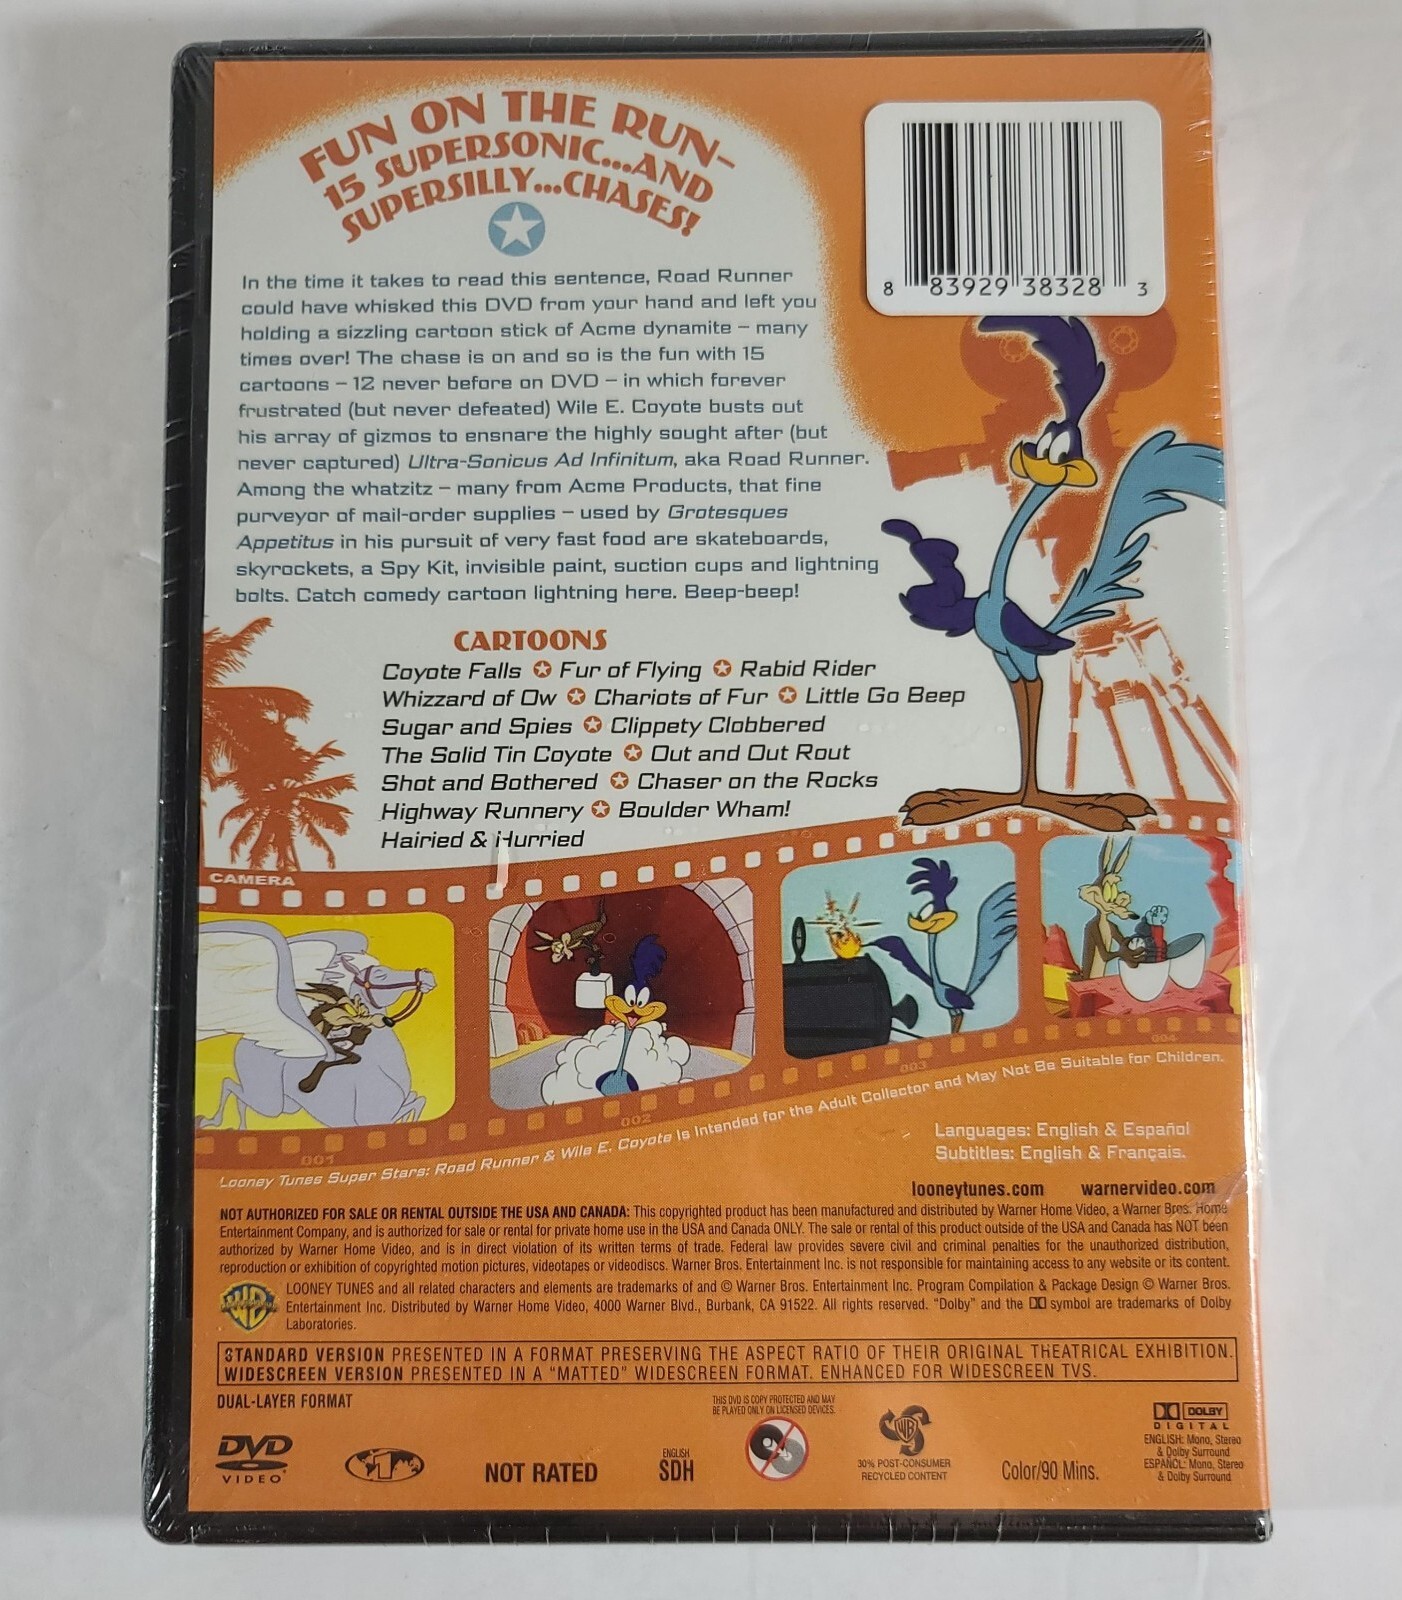 FUN ON THE RUN-
15 SUPERSONIC...AND
SUPERSILLY...CHASES!
8 83929 38328 3
In the time it takes to read this sentence, Road Runner
could have whisked this DVD from your hand and left you
holding a sizzling cartoon stick of Acme dynamite – many
times over! The chase is on and so is the fun with 15
cartoons – 12 never before on DVD – in which forever
frustrated (but never defeated) Wile E. Coyote busts out
his array of gizmos to ensnare the highly sought after (but
never captured) Ultra-Sonicus Ad Infinitum, aka Road Runner.
Among the whatzitz – many from Acme Products, that fine
purveyor of mail-order supplies – used by Grotesques
Appetitus in his pursuit of very fast food are skateboards,
skyrockets, a Spy Kit, invisible paint, suction cups and lightning
bolts. Catch comedy cartoon lightning here. Beep-beep!
CARTOONS
Coyote Falls ✪ Fur of Flying ✪ Rabid Rider
Whizzard of Ow ✪ Chariots of Fur ✪ Little Go Beep
Sugar and Spies ✪ Clippety Clobbered
The Solid Tin Coyote ✪ Out and Out Rout
Shot and Bothered ✪ Chaser on the Rocks
Highway Runnery ✪ Boulder Wham!
Hairied & Hurried
CAMERA
001
002
003
004
Looney Tunes Super Stars: Road Runner & Wile E. Coyote Is Intended for the Adult Collector and May Not Be Suitable for Children.
Languages: English & Español
Subtitles: English & Français.
looneytunes.com warnervideo.com
NOT AUTHORIZED FOR SALE OR RENTAL OUTSIDE THE USA AND CANADA: This copyrighted product has been manufactured and distributed by Warner Home Video, a Warner Bros. Home
Entertainment Company, and is authorized for sale or rental for private home use in the USA and Canada ONLY. The sale or rental of this product outside of the USA and Canada has NOT been
authorized by Warner Home Video, and is in direct violation of its written terms of trade. Federal law provides severe civil and criminal penalties for the unauthorized distribution,
reproduction or exhibition of copyrighted motion pictures, videotapes or videodiscs. Warner Bros. Entertainment Inc. is not responsible for maintaining access to any website or its content.
LOONEY TUNES and all related characters and elements are trademarks of and © Warner Bros. Entertainment Inc. Program Compilation & Package Design © Warner Bros.
Entertainment Inc. Distributed by Warner Home Video, 4000 Warner Blvd., Burbank, CA 91522. All rights reserved. "Dolby" and the DD symbol are trademarks of Dolby
Laboratories.
STANDARD VERSION PRESENTED IN A FORMAT PRESERVING THE ASPECT RATIO OF THEIR ORIGINAL THEATRICAL EXHIBITION.
WIDESCREEN VERSION PRESENTED IN A "MATTED" WIDESCREEN FORMAT. ENHANCED FOR WIDESCREEN TVS.
DUAL-LAYER FORMAT
DVD
VIDEO
1
NOT RATED
ENGLISH
SDH
THIS DVD IS COPY PROTECTED AND MAY
BE PLAYED ONLY ON LICENSED DEVICES.
30% POST-CONSUMER
RECYCLED CONTENT
Color/90 Mins.
DOLBY
DIGITAL
ENGLISH: Mono, Stereo
& Dolby Surround
ESPAÑOL: Mono, Stereo
& Dolby Surround